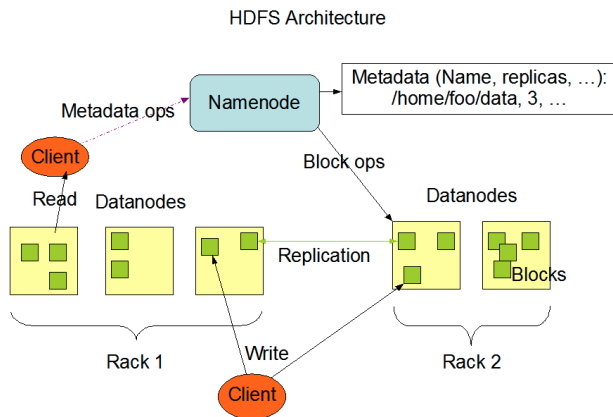 HDFS Architecture
Metadata (Name, replicas, …):
/home/foo/data, 3, …
Namenode
Metadata ops
Client
Block ops
Read
Datanodes
Datanodes
Replication
Blocks
Rack 1
Write
Rack 2
Client